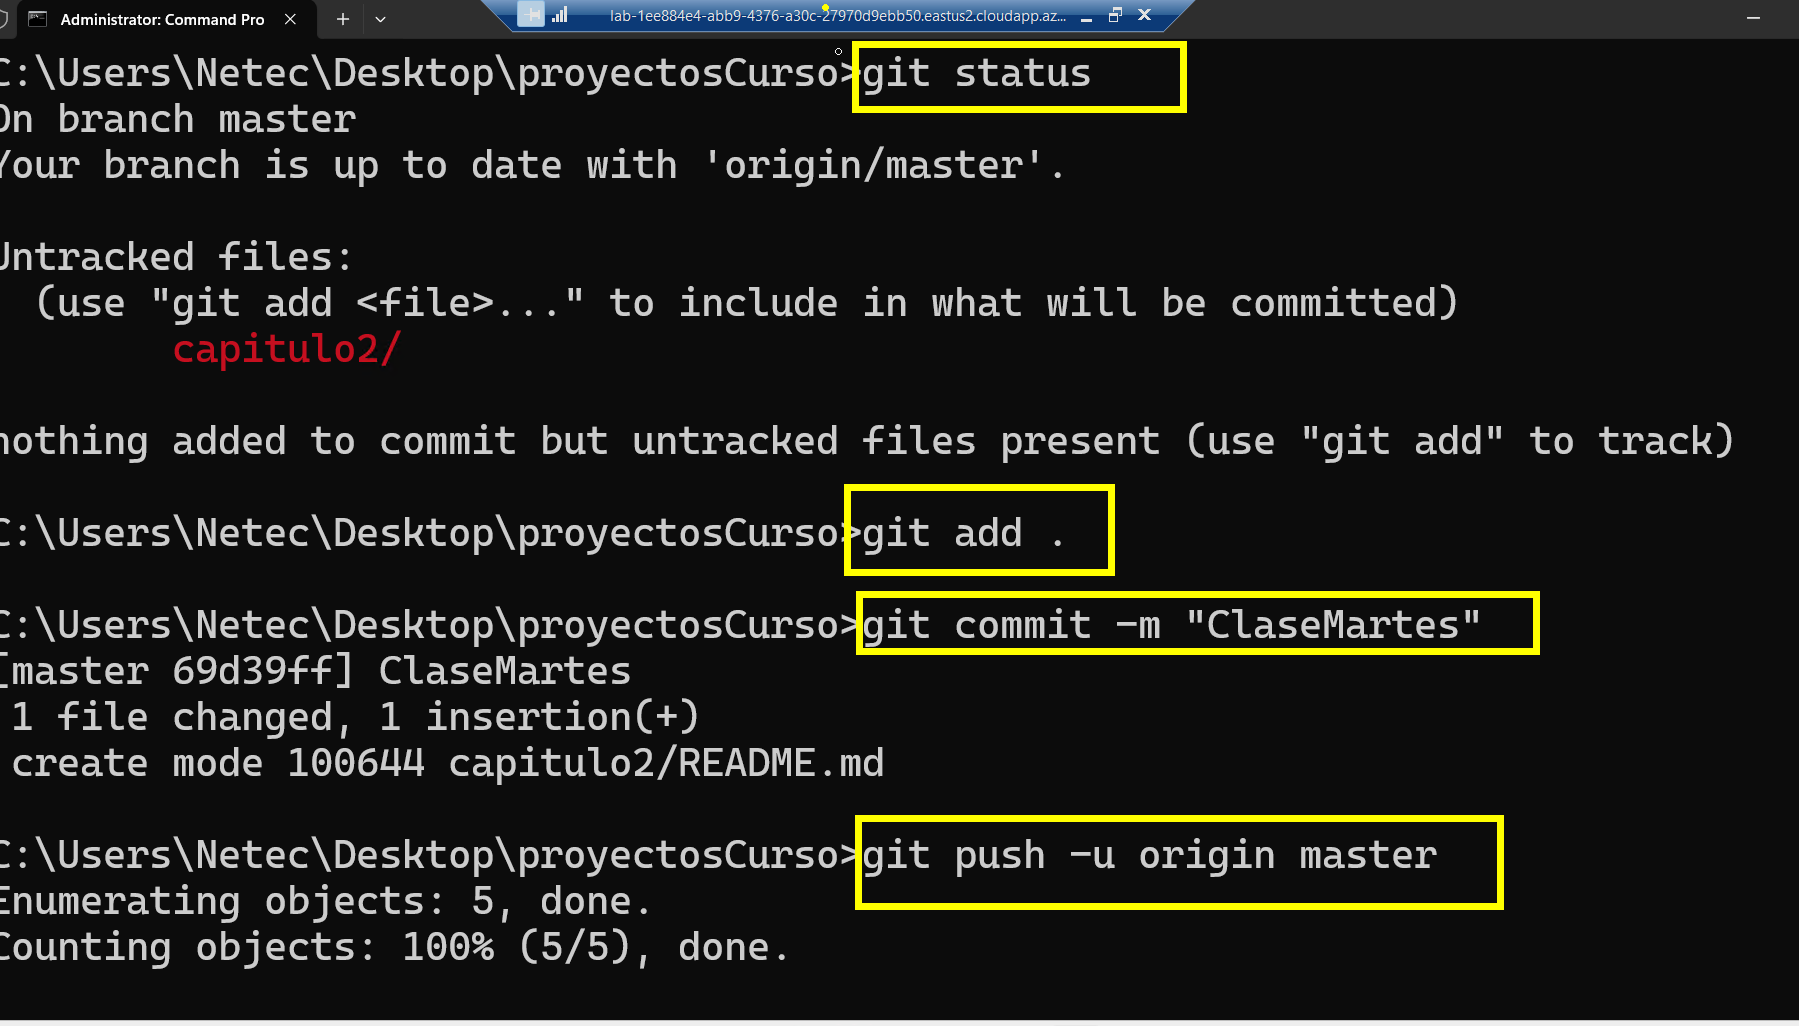 Administrator: Command Pro
lab-1ee884e4-abb9-4376-a30c-27970d9ebb50.eastus2.cloudapp.az...
C:\Users\Netec\Desktop\proyectosCurso>git status
On branch master
Your branch is up to date with 'origin/master'.
Untracked files:
(use "git add <file>..." to include in what will be committed)
capitulo2/
nothing added to commit but untracked files present (use "git add" to track)
C:\Users\Netec\Desktop\proyectosCurso>git add .
C:\Users\Netec\Desktop\proyectosCurso>git commit -m "ClaseMartes"
[master 69d39ff] ClaseMartes
1 file changed, 1 insertion(+)
create mode 100644 capitulo2/README.md
C:\Users\Netec\Desktop\proyectosCurso>git push -u origin master
Enumerating objects: 5, done.
Counting objects: 100% (5/5), done.